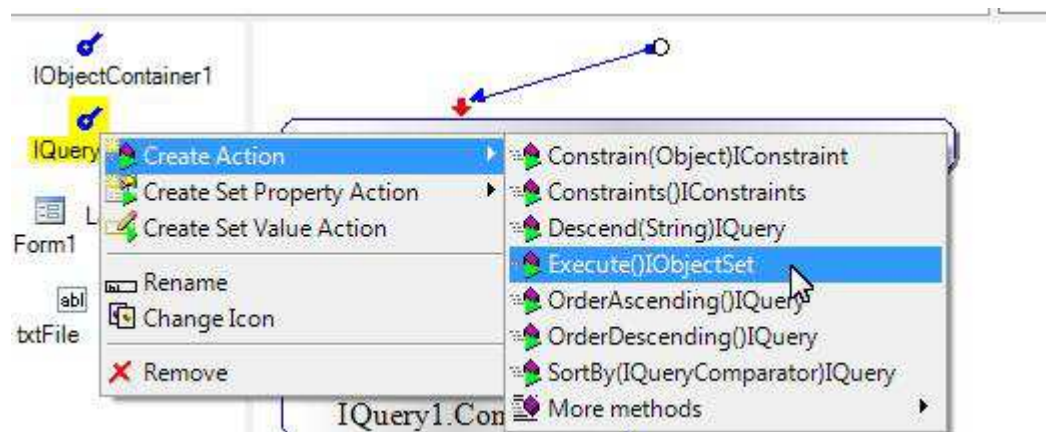 IObjectContainer1
IQuery
Create Action
Create Set Property Action
Create Set Value Action
Rename
Change Icon
Remove
Constrain(Object)IConstraint
Constraints()IConstraints
Descend(String)IQuery
Execute()IObjectSet
OrderAscending()IQuery
OrderDescending()IQuery
SortBy(IQueryComparator)IQuery
More methods
L
Form1
abl
txtFile
IQuery1.Con